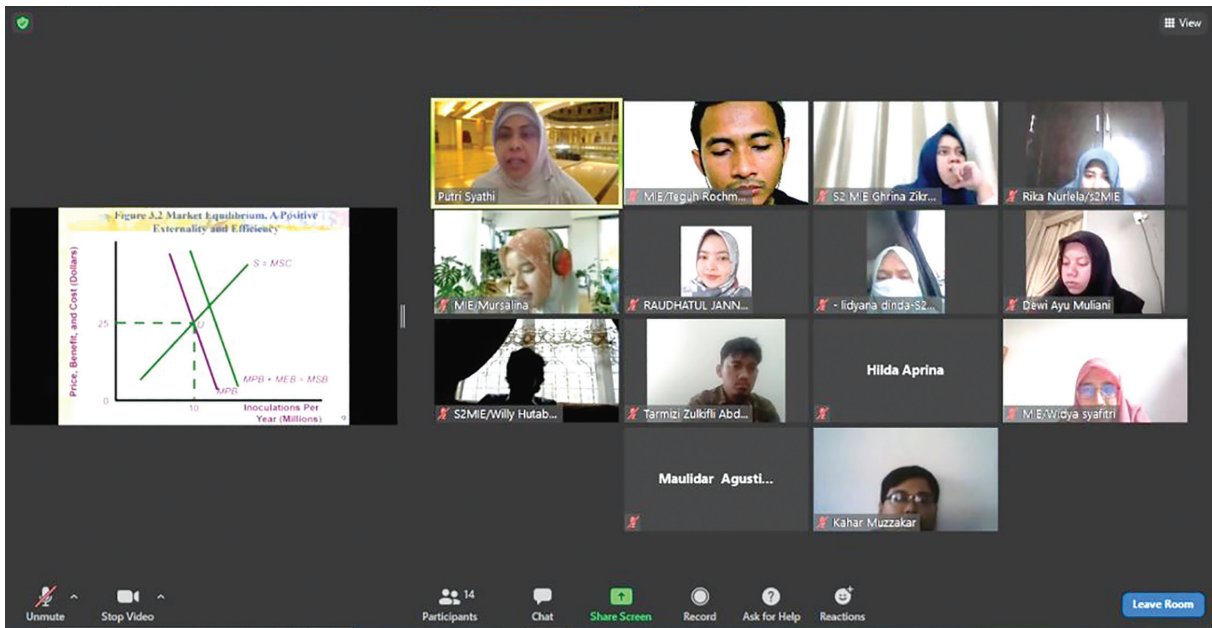 View
Figure 3.2 Market Equilibrium, A Positive
Externality and Efficiency
Price, Benefit, and Cost (Dollars)
S = MSC
25
U
MPB + MEB = MSB
MPB
0
10
Inoculations Per
Year (Millions)
9
Putri Syathi
MIE/Teguh Rochm...
S2 MIE Ghrina Zikr...
Rika Nurlela/s2MIE
MIE/Mursalina
RAUDHATUL JANN...
- lidyana dinda-S2...
Dewi Ayu Muliani
S2MIE/Willy Hutab...
Tarmizi Zulkifli Abd...
Hilda Aprina
MIE/Widya syafitri
Maulidar Agusti...
Kahar Muzzakar
Unmute
Stop Video
14
Participants
Chat
Share Screen
Record
Ask for Help
Reactions
Leave Room